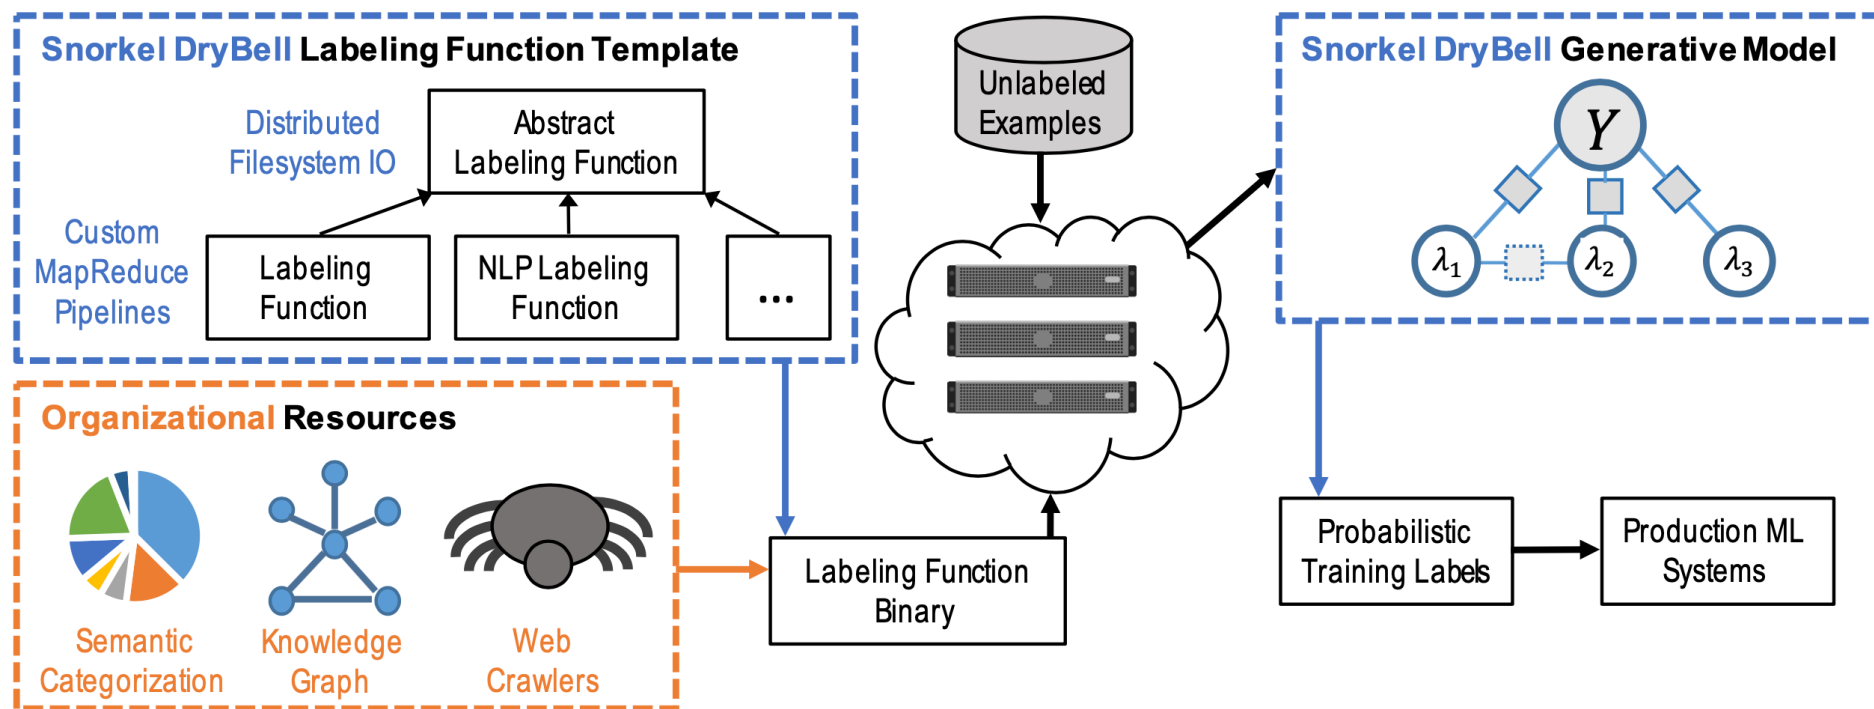 Snorkel DryBell Labeling Function Template
Distributed
Filesystem IO
Abstract
Labeling Function
Custom
MapReduce
Pipelines
Labeling
Function
NLP Labeling
Function
...
Organizational Resources
Semantic
Categorization
Knowledge
Graph
Web
Crawlers
Labeling Function
Binary
Unlabeled
Examples
Snorkel DryBell Generative Model
Y
λ1
λ2
λ3
Probabilistic
Training Labels
Production ML
Systems